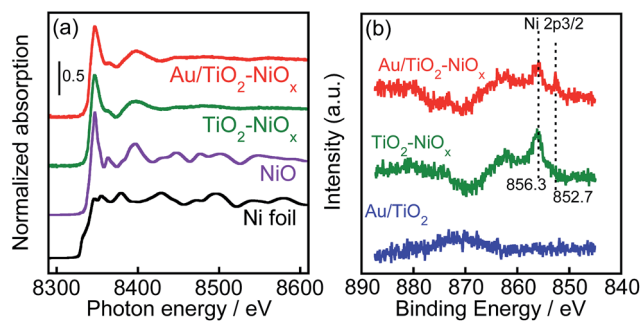 (a)
0.5
Au/TiO₂-NiOₓ
TiO₂-NiOₓ
NiO
Ni foil
Normalized absorption
8300 8400 8500 8600
Photon energy / eV
(b)
Ni 2p3/2
Au/TiO₂-NiOₓ
TiO₂-NiOₓ
856.3
852.7
Au/TiO₂
Intensity (a.u.)
890 880 870 860 850 840
Binding Energy / eV